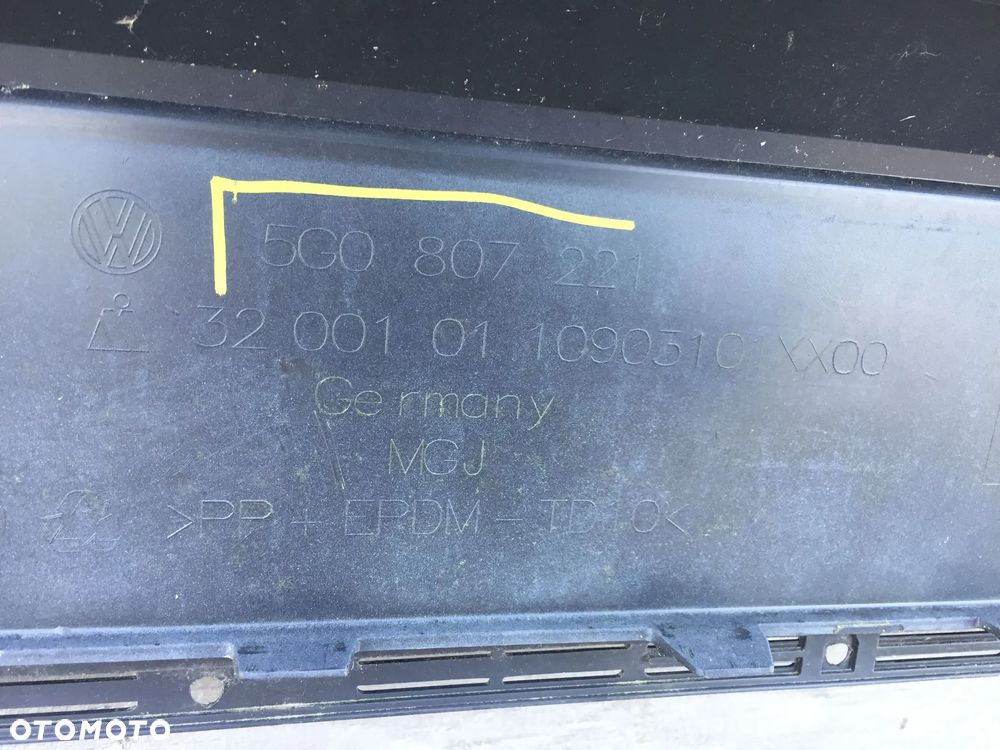 5G0 807 221
32 001 01 10903101XX00
Germany
MGJ
>PP + EPDM - TD10<
OTOMOTO